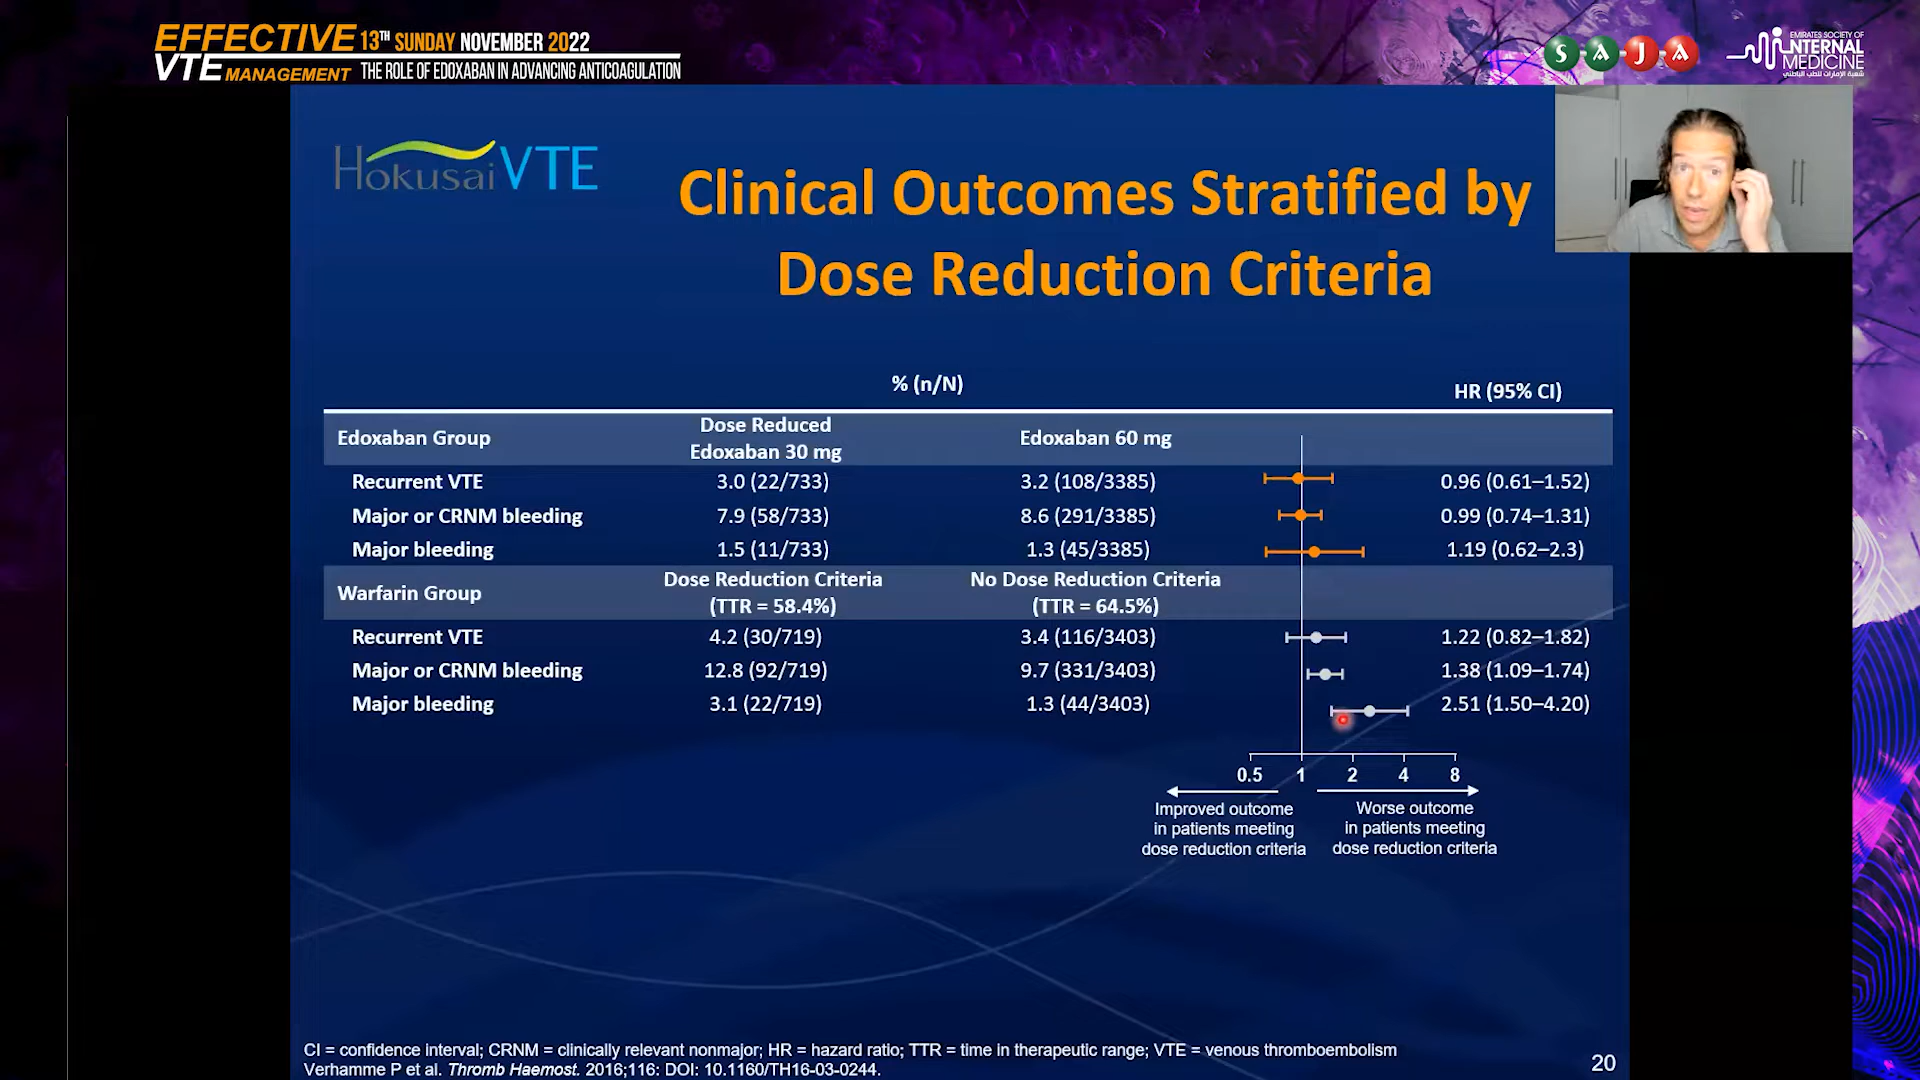 EFFECTIVE 13TH SUNDAY NOVEMBER 2022
VTE MANAGEMENT THE ROLE OF EDOXABAN IN ADVANCING ANTICOAGULATION
SAJA
EMIRATES SOCIETY OF
INTERNAL
MEDICINE
شعبة الإمارات للطب الباطني
Hokusai VTE
Clinical Outcomes Stratified by
Dose Reduction Criteria
% (n/N) HR (95% CI)
Edoxaban Group Dose Reduced Edoxaban 30 mg Edoxaban 60 mg
Recurrent VTE 3.0 (22/733) 3.2 (108/3385) 0.96 (0.61–1.52)
Major or CRNM bleeding 7.9 (58/733) 8.6 (291/3385) 0.99 (0.74–1.31)
Major bleeding 1.5 (11/733) 1.3 (45/3385) 1.19 (0.62–2.3)
Warfarin Group Dose Reduction Criteria (TTR = 58.4%) No Dose Reduction Criteria (TTR = 64.5%)
Recurrent VTE 4.2 (30/719) 3.4 (116/3403) 1.22 (0.82–1.82)
Major or CRNM bleeding 12.8 (92/719) 9.7 (331/3403) 1.38 (1.09–1.74)
Major bleeding 3.1 (22/719) 1.3 (44/3403) 2.51 (1.50–4.20)
0.5 1 2 4 8
Improved outcome
in patients meeting
dose reduction criteria
Worse outcome
in patients meeting
dose reduction criteria
CI = confidence interval; CRNM = clinically relevant nonmajor; HR = hazard ratio; TTR = time in therapeutic range; VTE = venous thromboembolism
Verhamme P et al. Thromb Haemost. 2016;116: DOI: 10.1160/TH16-03-0244.
20